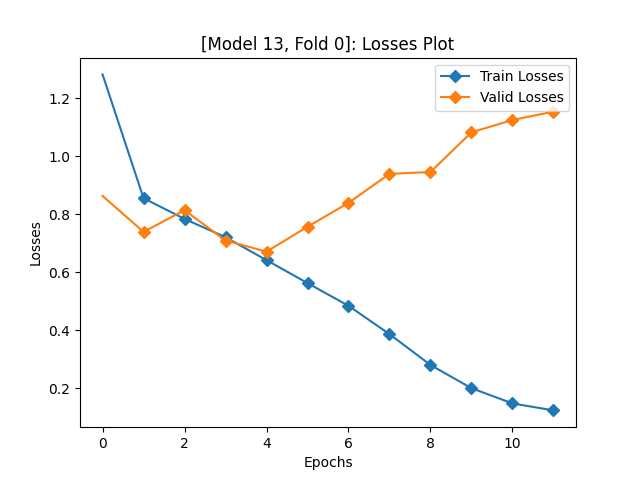 [Model 13, Fold 0]: Losses Plot
Train Losses
Valid Losses
1.2
1.0
0.8
0.6
0.4
0.2
Losses
0 2 4 6 8 10
Epochs